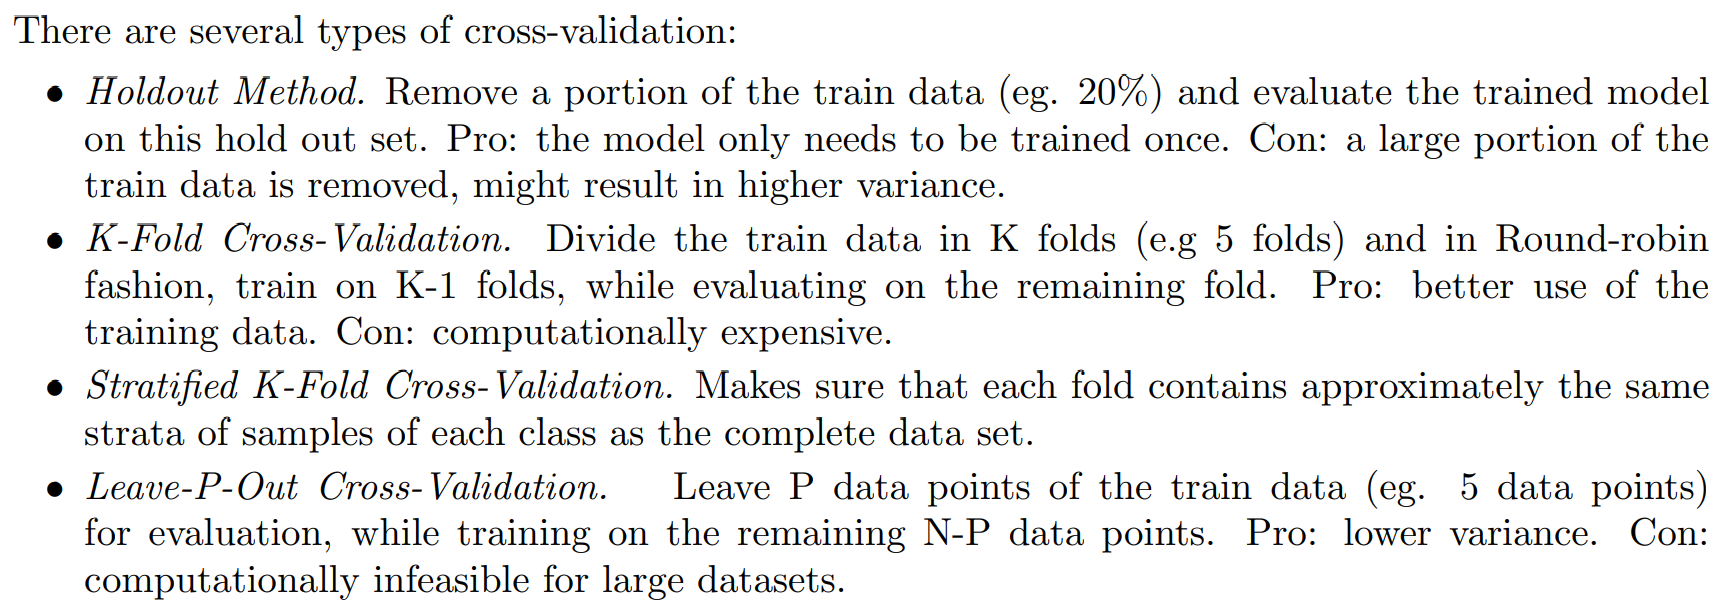 There are several types of cross-validation:
• Holdout Method. Remove a portion of the train data (eg. 20%) and evaluate the trained model
on this hold out set. Pro: the model only needs to be trained once. Con: a large portion of the
train data is removed, might result in higher variance.
• K-Fold Cross-Validation. Divide the train data in K folds (e.g 5 folds) and in Round-robin
fashion, train on K-1 folds, while evaluating on the remaining fold. Pro: better use of the
training data. Con: computationally expensive.
• Stratified K-Fold Cross-Validation. Makes sure that each fold contains approximately the same
strata of samples of each class as the complete data set.
• Leave-P-Out Cross-Validation. Leave P data points of the train data (eg. 5 data points)
for evaluation, while training on the remaining N-P data points. Pro: lower variance. Con:
computationally infeasible for large datasets.